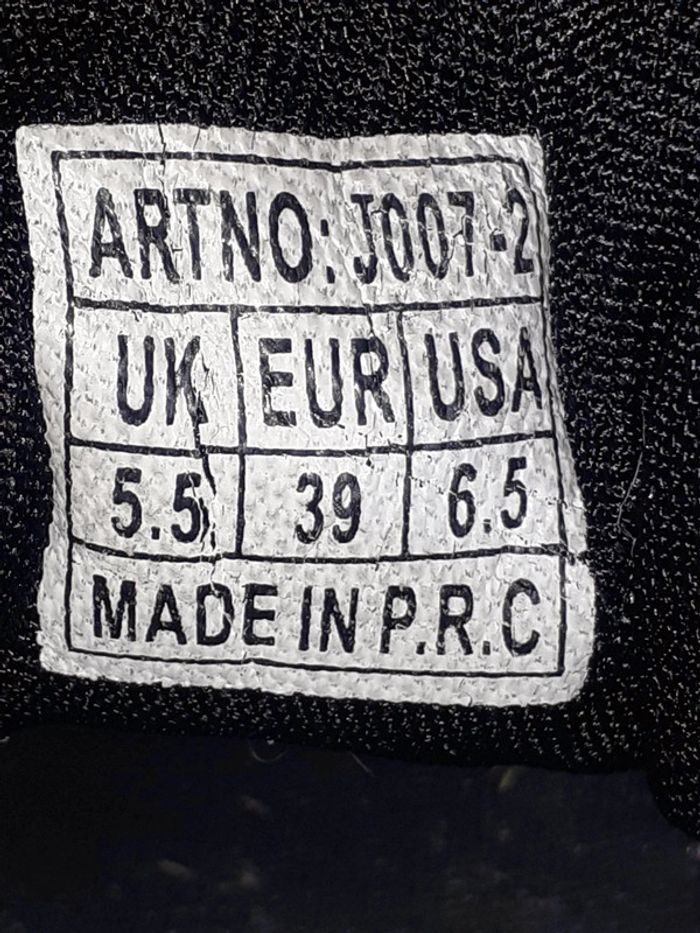 ARTNO: J007-2
UK EUR USA
5.5 39 6.5
MADE IN P.R.C